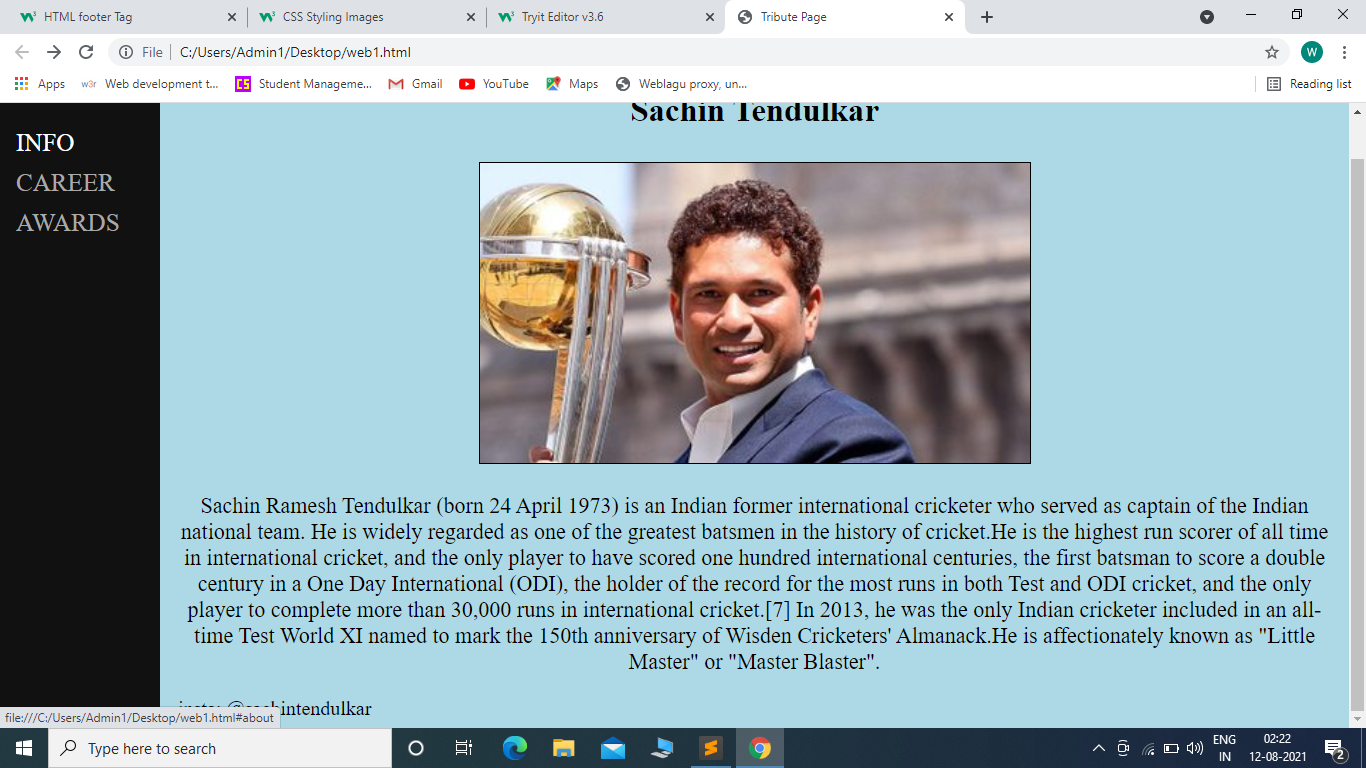 HTML footer Tag
CSS Styling Images
Tryit Editor v3.6
Tribute Page
File C:/Users/Admin1/Desktop/web1.html
W
Apps
w3r Web development t...
CS Student Manageme...
Gmail
YouTube
Maps
Weblagu proxy, un...
Reading list
INFO
CAREER
AWARDS
Sachin Tendulkar
Sachin Ramesh Tendulkar (born 24 April 1973) is an Indian former international cricketer who served as captain of the Indian
national team. He is widely regarded as one of the greatest batsmen in the history of cricket.He is the highest run scorer of all time
in international cricket, and the only player to have scored one hundred international centuries, the first batsman to score a double
century in a One Day International (ODI), the holder of the record for the most runs in both Test and ODI cricket, and the only
player to complete more than 30,000 runs in international cricket.[7] In 2013, he was the only Indian cricketer included in an all-
time Test World XI named to mark the 150th anniversary of Wisden Cricketers' Almanack.He is affectionately known as "Little
Master" or "Master Blaster".
insta: @sachintendulkar
file:///C:/Users/Admin1/Desktop/web1.html#about
Type here to search
ENG
IN
02:22
12-08-2021
2